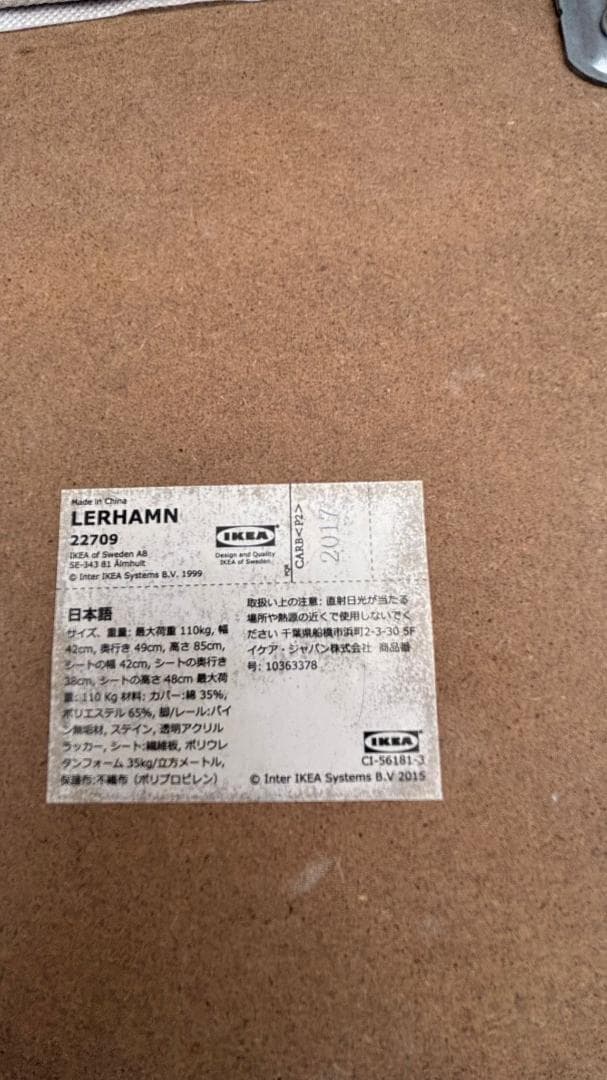 Made in China
LERHAMN
22709
IKEA of Sweden AB
SE-343 81 Älmhult
© Inter IKEA Systems B.V. 1999
IKEA
Design and Quality
IKEA of Sweden
PQR
CARB<P2>
2017
日本語
サイズ、重量: 最大荷重 110kg, 幅
42cm, 奥行き 49cm, 高さ 85cm,
シートの幅 42cm, シートの奥行き
38cm, シートの高さ 48cm 最大荷
重: 110 Kg 材料: カバー:綿 35%,
ポリエステル 65%, 脚/レール:パイ
ン無垢材, ステイン, 透明アクリル
ラッカー, シート:繊維板, ポリウレ
タンフォーム 35kg/立方メートル,
保護布:不織布（ポリプロピレン）
取扱い上の注意: 直射日光が当たる
場所や熱源の近くで使用しないでく
ださい 千葉県船橋市浜町2-3-30 5F
イケア・ジャパン株式会社 商品番
号: 10363378
IKEA
CI-56181-3
© Inter IKEA Systems B.V 2015